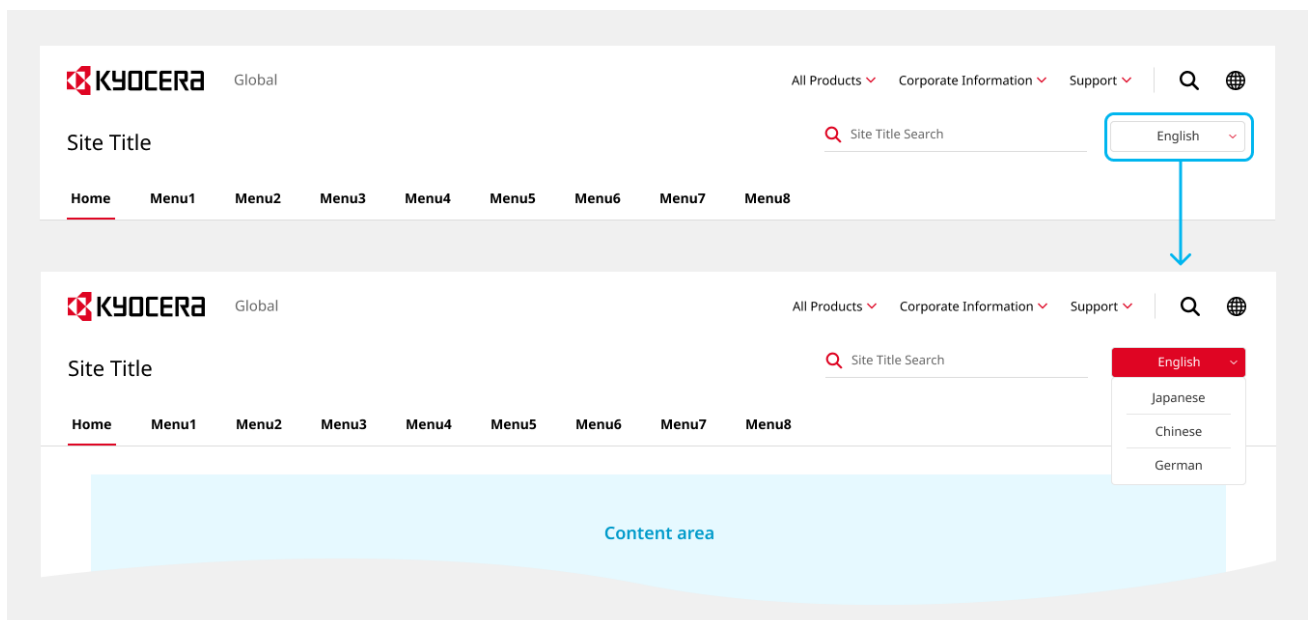 KYOCERA Global All Products Corporate Information Support
Site Title Site Title Search English
Home Menu1 Menu2 Menu3 Menu4 Menu5 Menu6 Menu7 Menu8
KYOCERA Global All Products Corporate Information Support
Site Title Site Title Search English
Japanese
Home Menu1 Menu2 Menu3 Menu4 Menu5 Menu6 Menu7 Menu8
Chinese
German
Content area